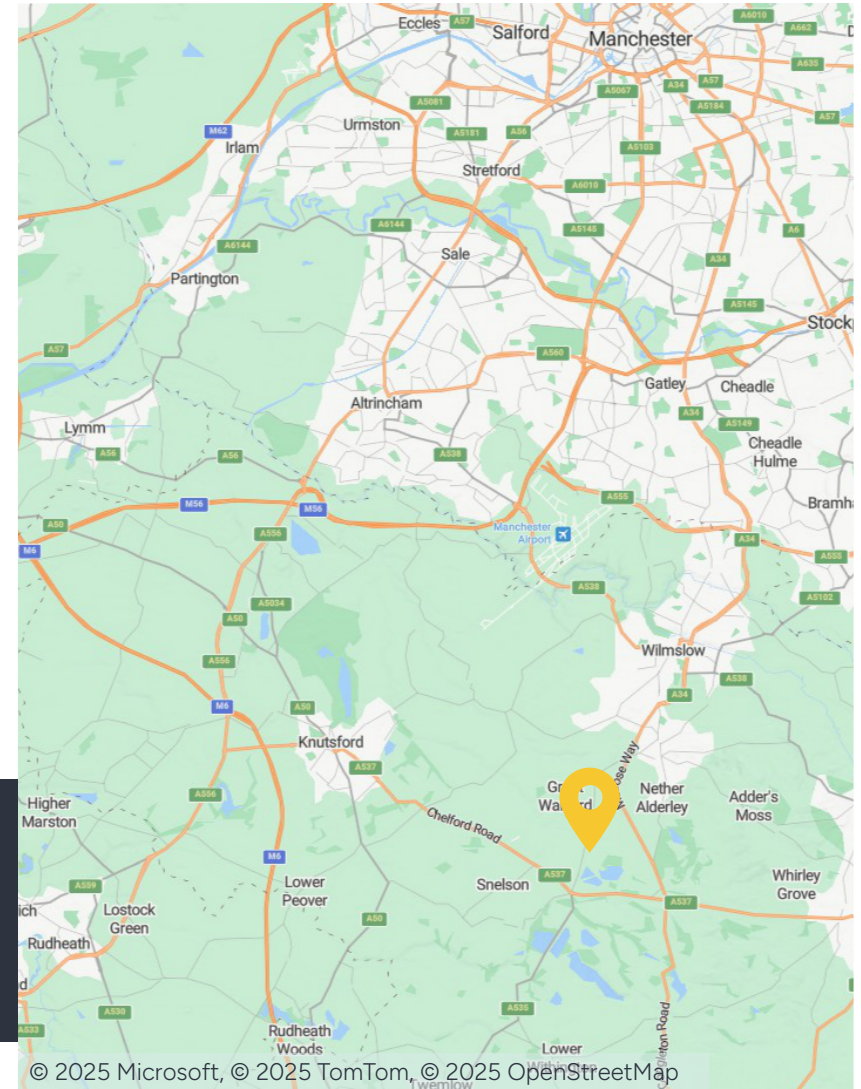 Eccles
A57
Salford
Manchester
A6010
A662
A635
A5081
A5067
A34
A57
A5184
A57
M62
Irlam
Urmston
A5181
A56
A5103
Stretford
A6010
A6144
A6144
A5145
A6
Sale
A34
Partington
A5145
Stock
A57
A560
Gatley
Cheadle
Altrincham
A34
A5149
Lymm
A56
A56
A538
Cheadle
Hulme
M56
M56
A555
Bramh
A50
A556
Manchester
Airport
A34
M6
A555
A538
A5102
A5034
A50
Wilmslow
A556
A538
A34
M6
A50
Knutsford
A537
Nether
Alderley
Adder's
Moss
Higher
Marston
A556
Chelford Road
M6
Snelson
A537
Whirley
Grove
A559
Lower
Peover
A537
Lostock
Green
A50
Rudheath
A530
A535
A533
Rudheath
Woods
Lower
© 2025 Microsoft, © 2025 TomTom, © 2025 OpenStreetMap